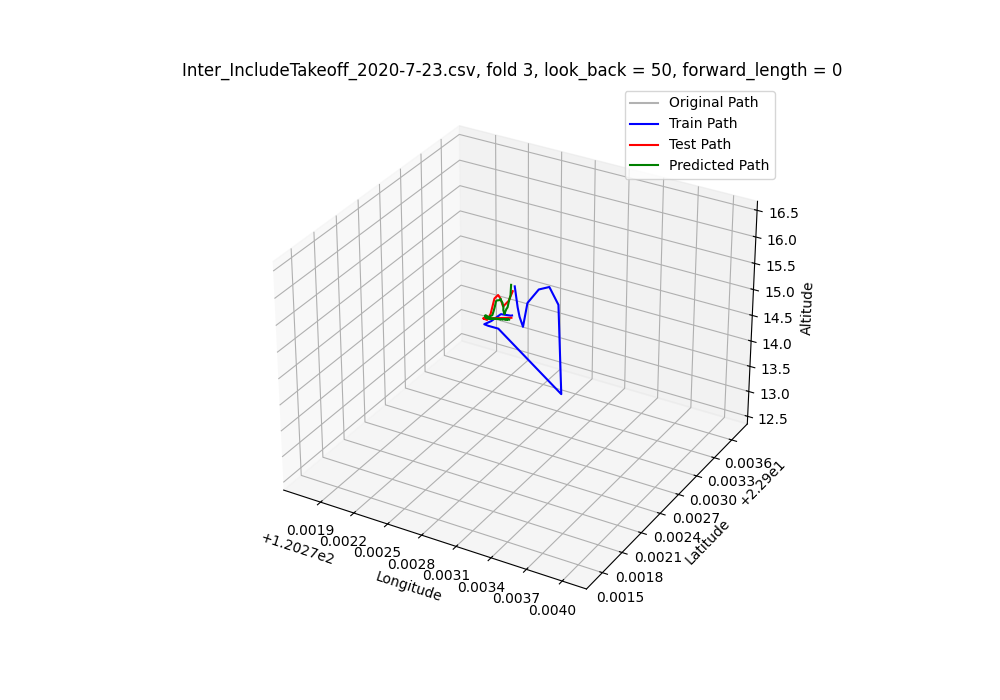 Inter_IncludeTakeoff_2020-7-23.csv, fold 3, look_back = 50, forward_length = 0
Original Path
Train Path
Test Path
Predicted Path
16.5
16.0
15.5
15.0
14.5
14.0
13.5
13.0
12.5
Altitude
0.0036
0.0033
0.0030
0.0027
0.0024
0.0021
0.0018
0.0015
+2.29e1
Latitude
0.0019
0.0022
0.0025
0.0028
0.0031
0.0034
0.0037
0.0040
+1.2027e2
Longitude